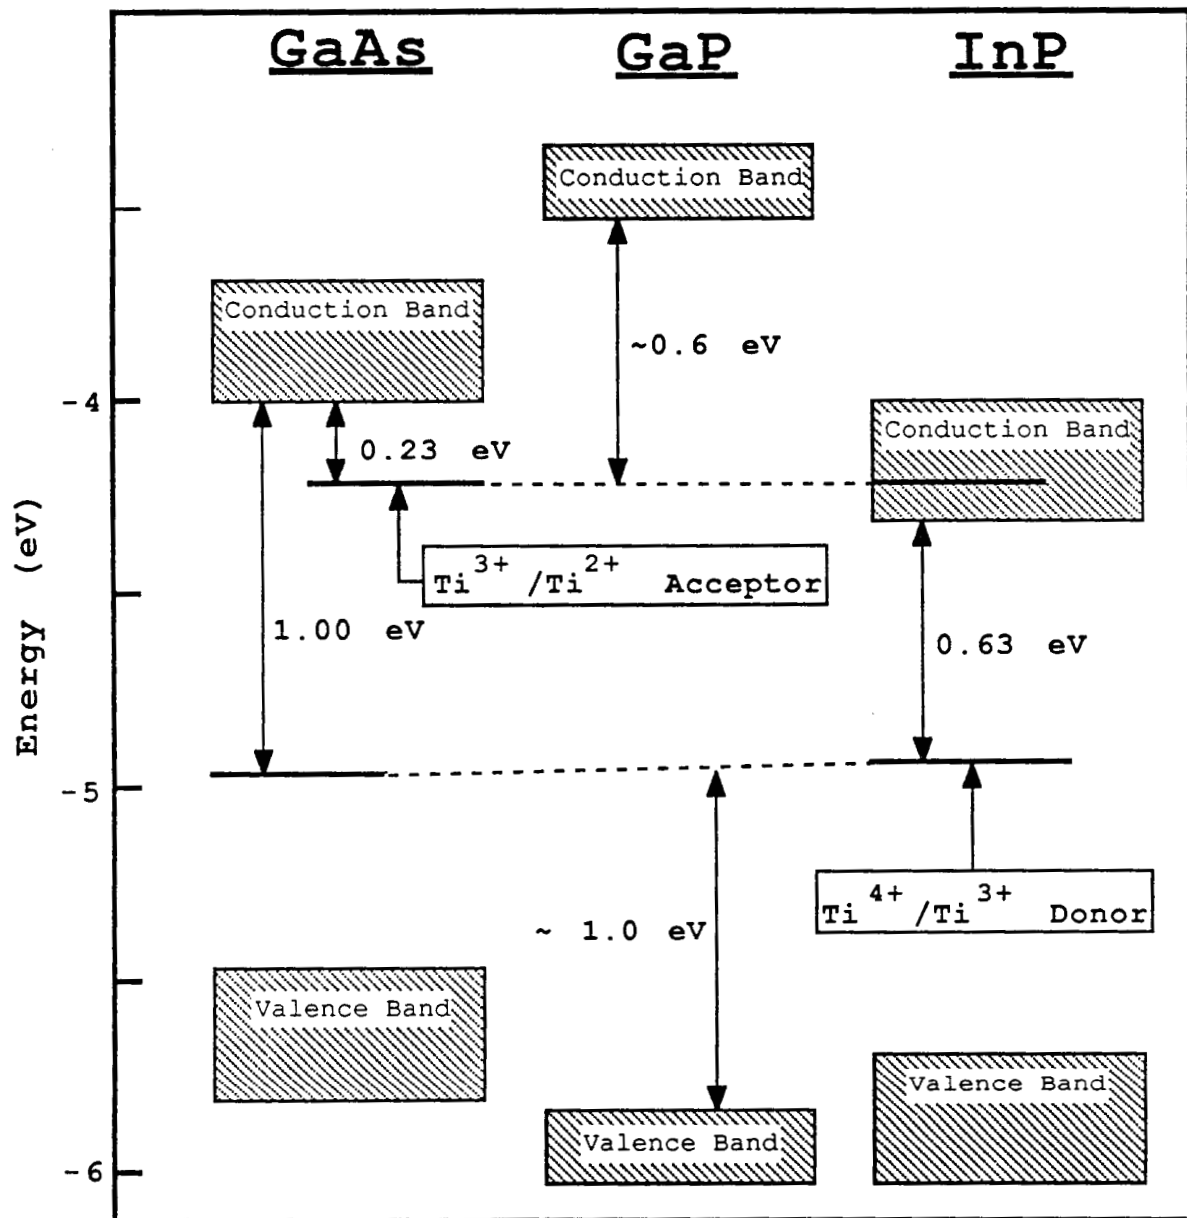 GaAs GaP InP
Conduction Band
Conduction Band
~0.6 eV
-4
Conduction Band
0.23 eV
Ti3+ /Ti2+ Acceptor
1.00 eV
0.63 eV
Energy (eV)
-5
Ti4+ /Ti3+ Donor
~ 1.0 eV
Valence Band
Valence Band
Valence Band
-6